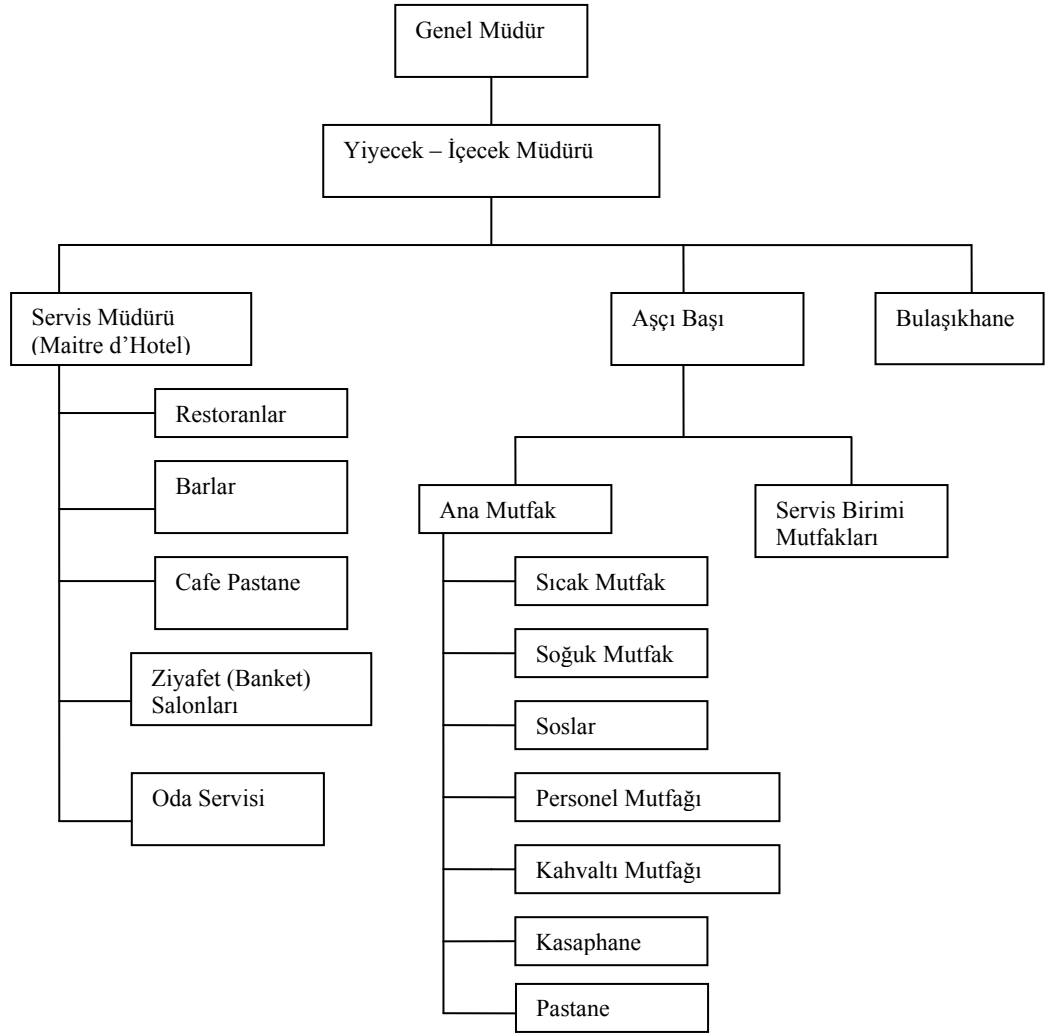 Genel Müdür
Yiyecek – İçecek Müdürü
Servis Müdürü
(Maitre d’Hotel)
Aşçı Başı
Bulaşıkhane
Restoranlar
Barlar
Cafe Pastane
Ziyafet (Banket)
Salonları
Oda Servisi
Ana Mutfak
Servis Birimi
Mutfakları
Sıcak Mutfak
Soğuk Mutfak
Soslar
Personel Mutfağı
Kahvaltı Mutfağı
Kasaphane
Pastane